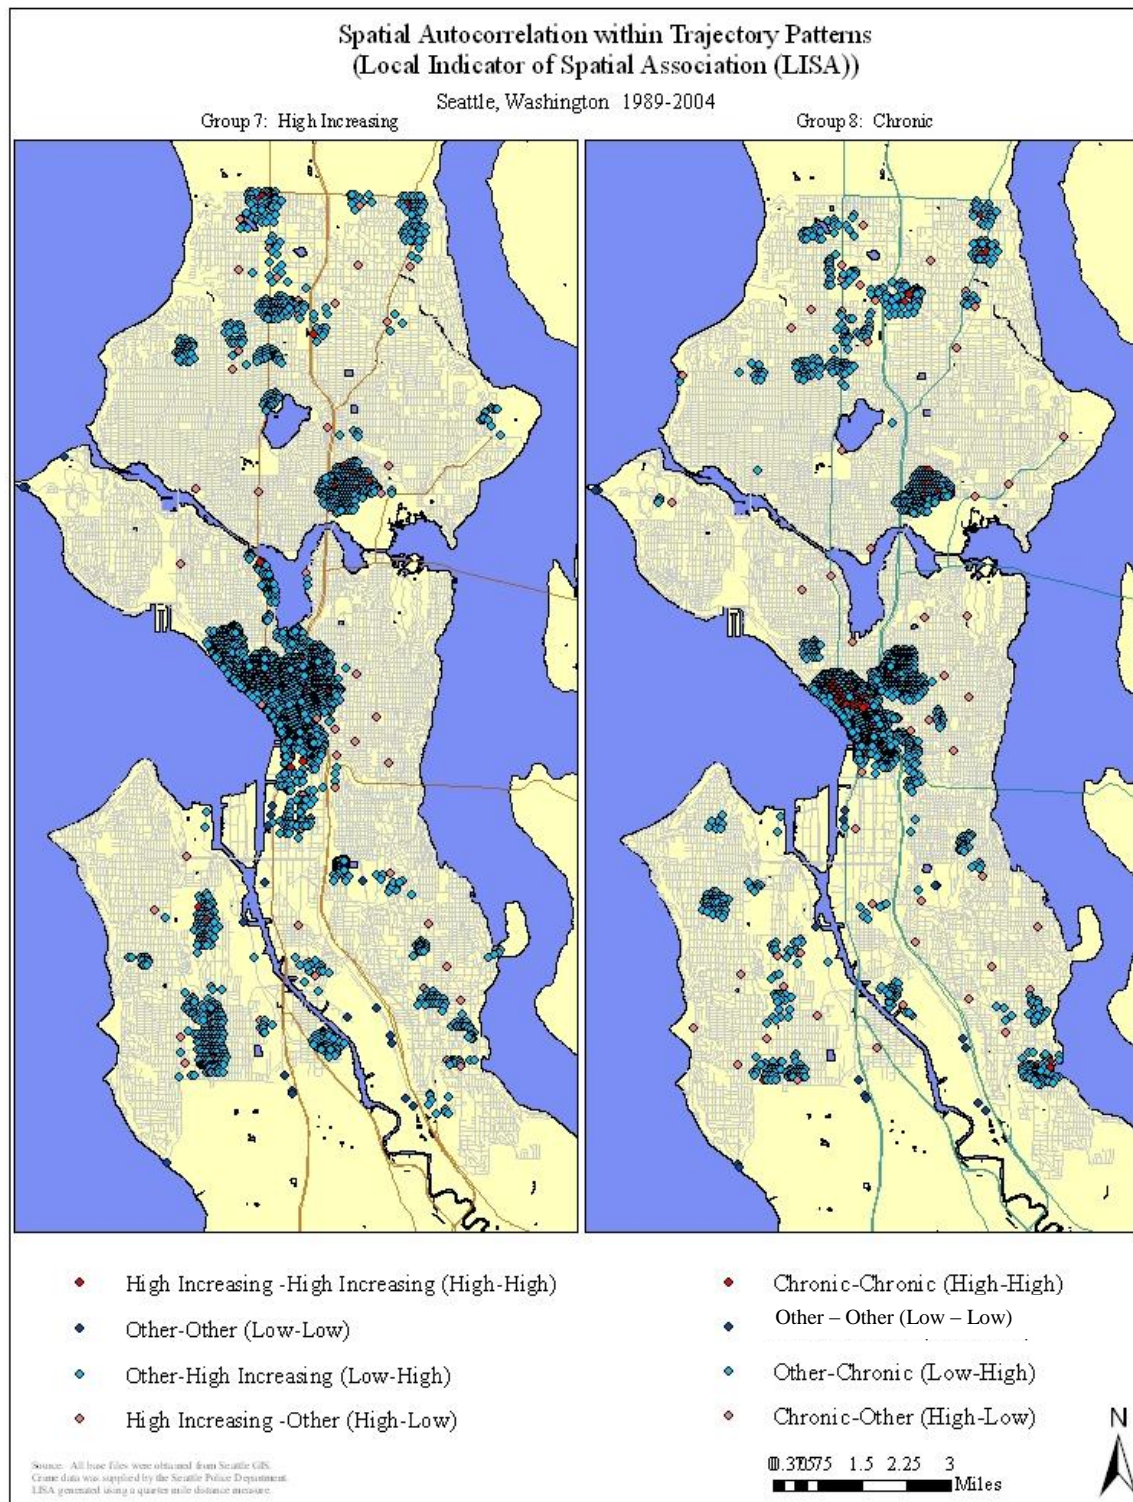 Spatial Autocorrelation within Trajectory Patterns
(Local Indicator of Spatial Association (LISA))
Seattle, Washington 1989-2004
Group 7: High Increasing
Group 8: Chronic
High Increasing -High Increasing (High-High)
Other-Other (Low-Low)
Other-High Increasing (Low-High)
High Increasing -Other (High-Low)
Chronic-Chronic (High-High)
Other – Other (Low – Low)
Other-Chronic (Low-High)
Chronic-Other (High-Low)
N
1.5 2.25 3
Miles
Source: All base files were obtained from Seattle GIS.
Crime data was supplied by the Seattle Police Department.
LISA generated using a quarter mile distance measure.